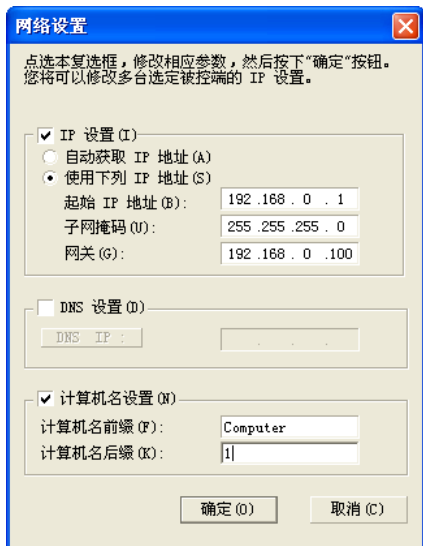 网络设置
点选本复选框，修改相应参数，然后按下“确定”按钮。
您将可以修改多台选定被控端的 IP 设置。
IP 设置(I)
自动获取 IP 地址(A)
使用下列 IP 地址(S)
起始 IP 地址(B): 192 .168 . 0 . 1
子网掩码(U): 255 .255 .255 . 0
网关(G): 192 .168 . 0 .100
DNS 设置(D)
DNS IP : . . .
计算机名设置(N)
计算机名前缀(F): Computer
计算机名后缀(K): 1
确定(O) 取消(C)